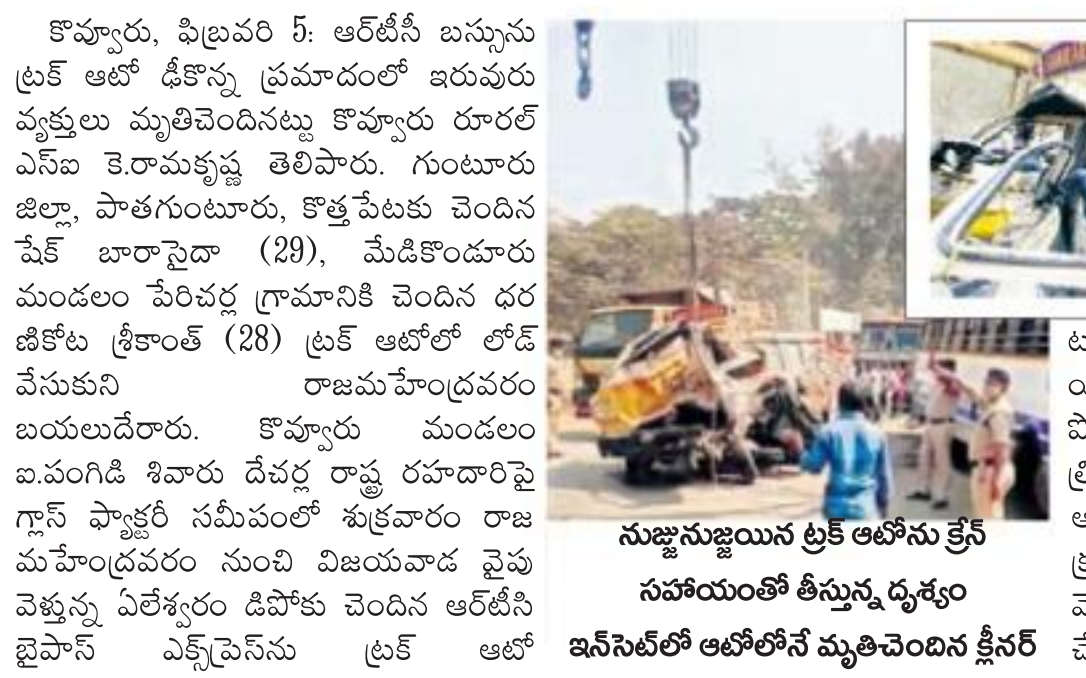 కొవ్వూరు, ఫిబ్రవరి 5: ఆర్‌టీసీ బస్సును
ట్రక్ ఆటో ఢీకొన్న ప్రమాదంలో ఇరువురు
వ్యక్తులు మృతిచెందినట్టు కొవ్వూరు రూరల్
ఎస్ఐ కె.రామకృష్ణ తెలిపారు. గుంటూరు
జిల్లా, పాతగుంటూరు, కొత్తపేటకు చెందిన
షేక్ బారాసైదా (29), మేడికొండూరు
మండలం పేరిచర్ల గ్రామానికి చెందిన ధర
ణికోట శ్రీకాంత్ (28) ట్రక్ ఆటోలో లోడ్
వేసుకుని రాజమహేంద్రవరం
బయలుదేరారు. కొవ్వూరు మండలం
ఐ.పంగిడి శివారు దేచర్ల రాష్ట్ర రహదారిపై
గ్లాస్ ఫ్యాక్టరీ సమీపంలో శుక్రవారం రాజ
మహేంద్రవరం నుంచి విజయవాడ వైపు
వెళ్తున్న ఏలేశ్వరం డిపోకు చెందిన ఆర్‌టీసి
బైపాస్ ఎక్స్‌ప్రెస్‌ను ట్రక్ ఆటో
నుజ్జునుజ్జయిన ట్రక్ ఆటోను క్రేన్
సహాయంతో తీస్తున్న దృశ్యం
ఇన్‌సెట్‌లో ఆటోలోనే మృతిచెందిన క్లీనర్